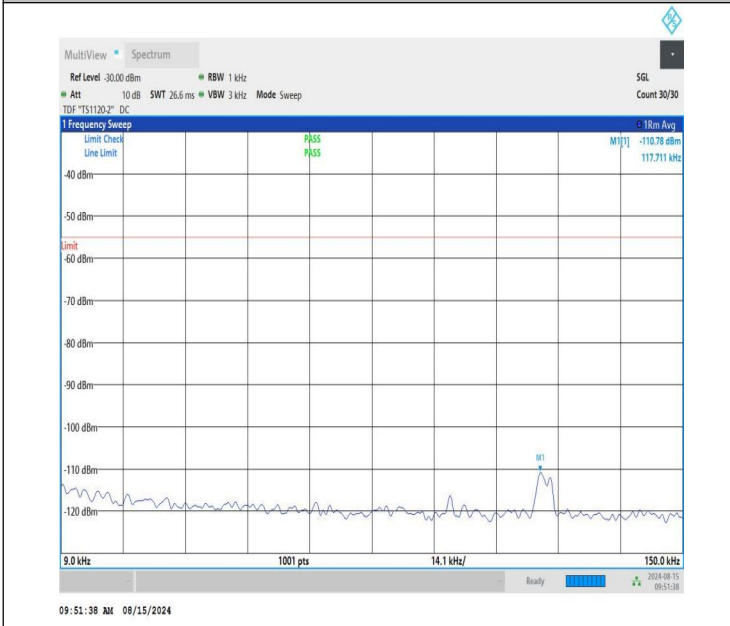 R S
MultiView Spectrum
Ref Level -30.00 dBm RBW 1 kHz SGL
Att 10 dB SWT 26.6 ms VBW 3 kHz Mode Sweep Count 30/30
TDF "TS1120-2" DC
1 Frequency Sweep 1Rm Avg
Limit Check PASS M1[1] -110.78 dBm
Line Limit PASS 117.711 kHz
-40 dBm
-50 dBm
Limit
-60 dBm
-70 dBm
-80 dBm
-90 dBm
-100 dBm
M1
-110 dBm
-120 dBm
9.0 kHz 1001 pts 14.1 kHz/ 150.0 kHz
Ready 2024-08-15
09:51:38
09:51:38 AM 08/15/2024